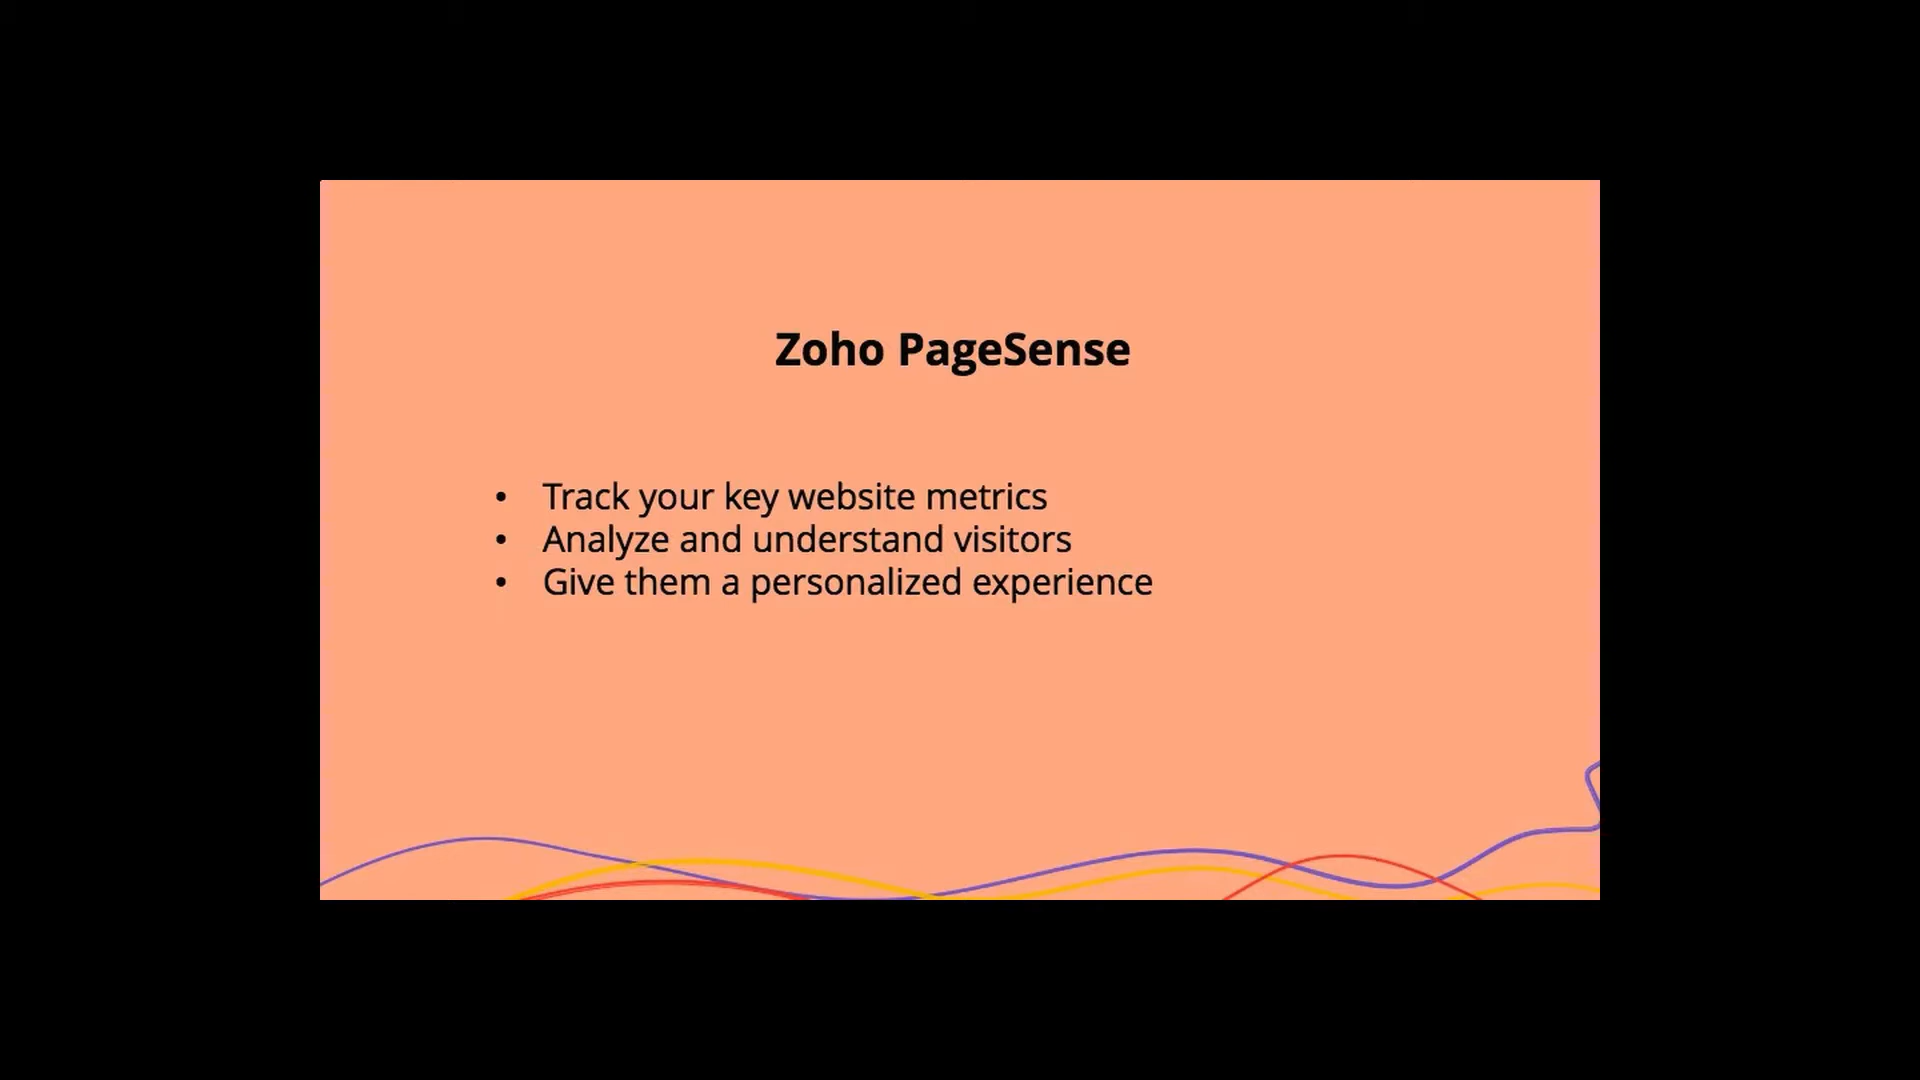 Zoho PageSense
• Track your key website metrics
• Analyze and understand visitors
• Give them a personalized experience